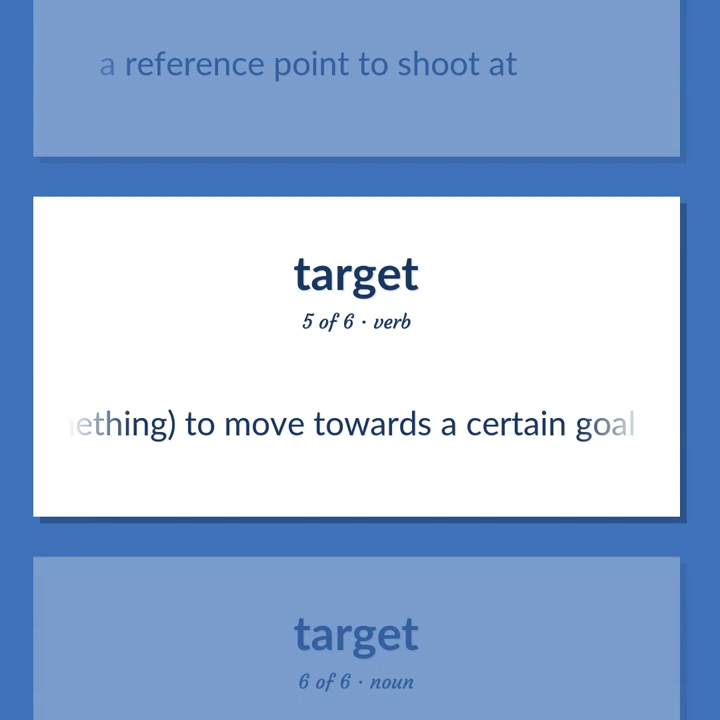 a reference point to shoot at
target
5 of 6 · verb
ething) to move towards a certain goal
target
6 of 6 · noun